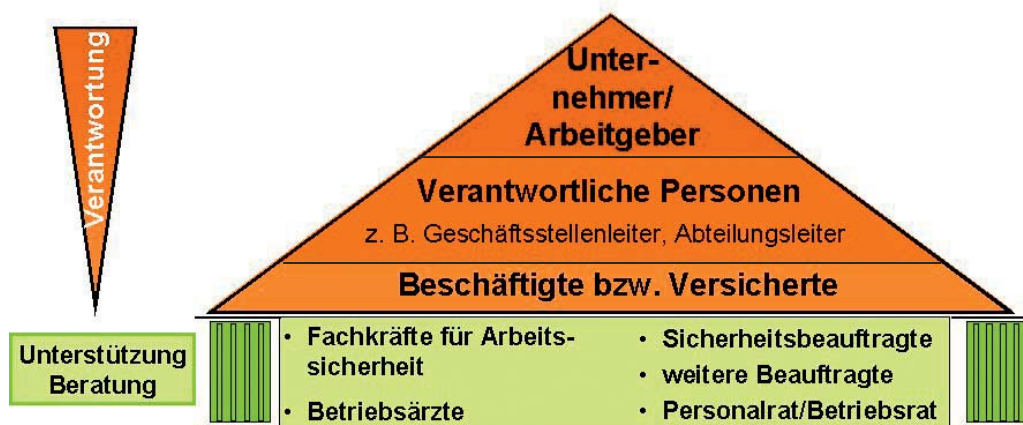 Verantwortung
Unter-
nehmer/
Arbeitgeber
Verantwortliche Personen
z. B. Geschäftsstellenleiter, Abteilungsleiter
Beschäftigte bzw. Versicherte
Unterstützung
Beratung
• Fachkräfte für Arbeits-
sicherheit
• Betriebsärzte
• Sicherheitsbeauftragte
• weitere Beauftragte
• Personalrat/Betriebsrat